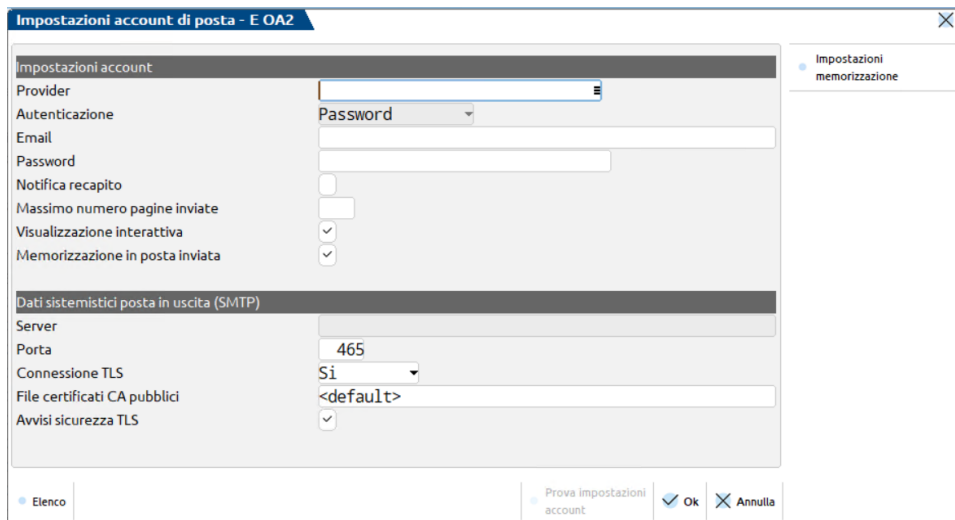 Impostazioni account di posta - E OA2
Impostazioni account
Provider
Autenticazione Password
Email
Password
Notifica recapito
Massimo numero pagine inviate
Visualizzazione interattiva
Memorizzazione in posta inviata
Dati sistemistici posta in uscita (SMTP)
Server
Porta 465
Connessione TLS Si
File certificati CA pubblici <default>
Avvisi sicurezza TLS
Impostazioni
memorizzazione
Elenco
Prova impostazioni
account
Ok
Annulla